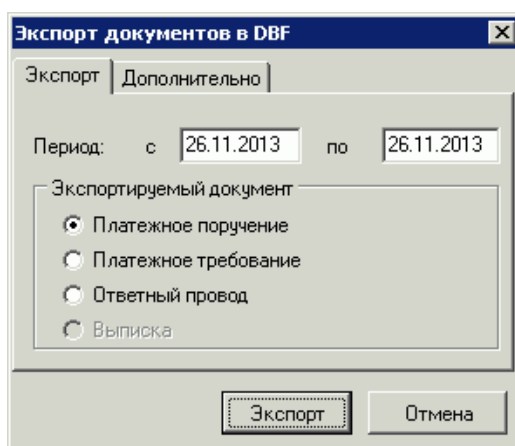 Экспорт документов в DBF
Экспорт Дополнительно
Период: с 26.11.2013 по 26.11.2013
Экспортируемый документ
Платежное поручение
Платежное требование
Ответный провод
Выписка
Экспорт Отмена